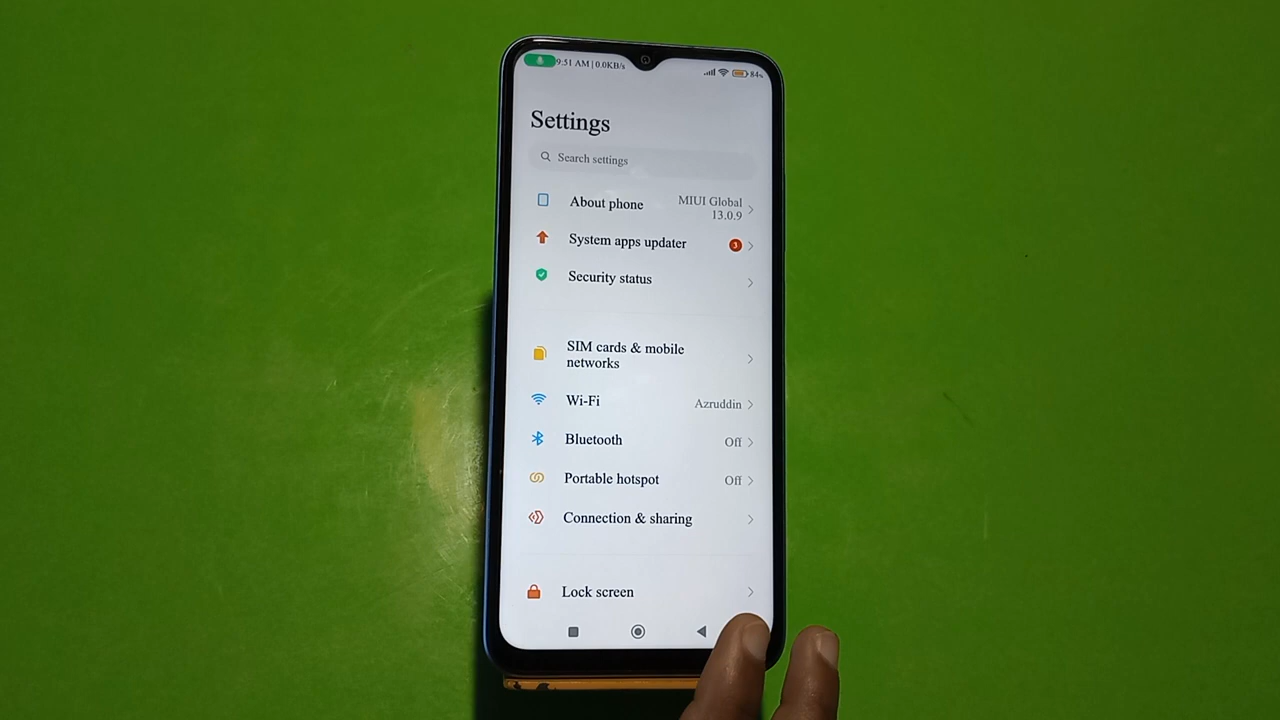 9:51 AM | 0.0KB/s
84%
Settings
Search settings
About phone
MIUI Global
13.0.9
System apps updater
3
Security status
SIM cards & mobile
networks
Wi-Fi
Azruddin
Bluetooth
Off
Portable hotspot
Off
Connection & sharing
Lock screen